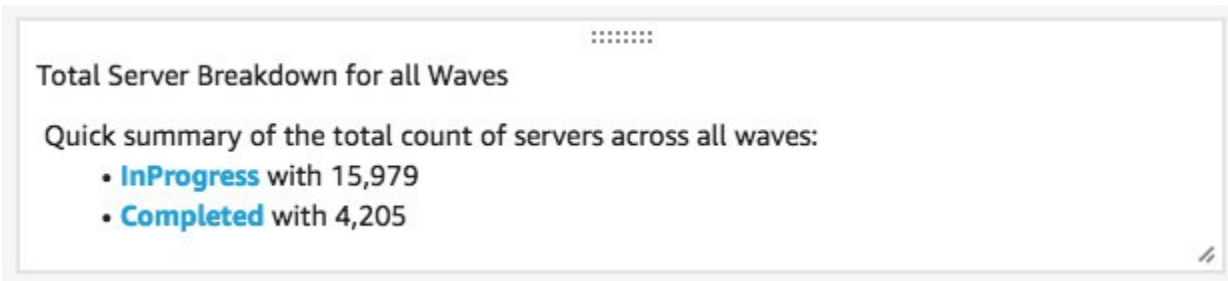 Total Server Breakdown for all Waves
Quick summary of the total count of servers across all waves:
• InProgress with 15,979
• Completed with 4,205